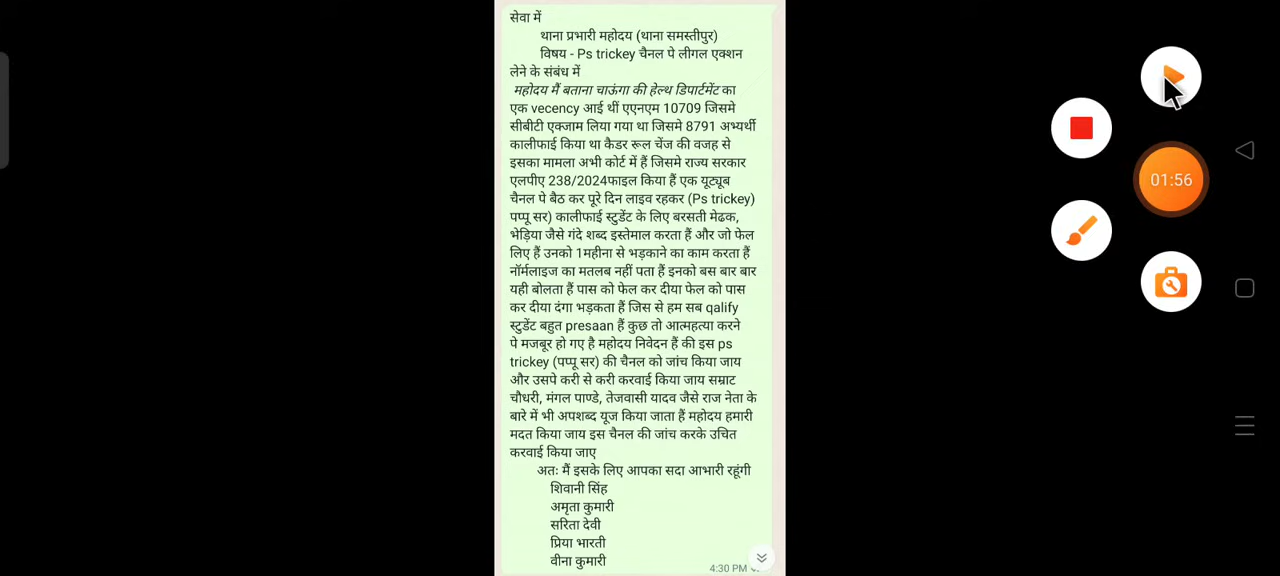 सेवा में
थाना प्रभारी महोदय (थाना समस्तीपुर)
विषय - Ps trickey चैनल पे लीगल एक्शन
लेने के संबंध में
महोदय मैं बताना चाऊंगा की हेल्थ डिपार्टमेंट का
एक vecency आई थीं एएनएम 10709 जिसमे
सीबीटी एक्जाम लिया गया था जिसमे 8791 अभ्यर्थी
कालीफाई किया था कैडर रूल चेंज की वजह से
इसका मामला अभी कोर्ट में हैं जिसमे राज्य सरकार
एलपीए 238/2024फाइल किया हैं एक यूट्यूब
चैनल पे बैठ कर पूरे दिन लाइव रहकर (Ps trickey)
पप्पू सर) कालीफाई स्टुडेंट के लिए बरसती मेढक,
भेड़िया जैसे गंदे शब्द इस्तेमाल करता हैं और जो फेल
लिए हैं उनको 1महीना से भड़काने का काम करता हैं
नॉर्मलाइज का मतलब नहीं पता हैं इनको बस बार बार
यही बोलता हैं पास को फेल कर दीया फेल को पास
कर दीया दंगा भड़कता हैं जिस से हम सब qalify
स्टुडेंट बहुत presaan हैं कुछ तो आत्महत्या करने
पे मजबूर हो गए है महोदय निवेदन हैं की इस ps
trickey (पप्पू सर) की चैनल को जांच किया जाय
और उसपे करी से करी करवाई किया जाय सम्राट
चौधरी, मंगल पाण्डे, तेजवासी यादव जैसे राज नेता के
बारे में भी अपशब्द यूज किया जाता हैं महोदय हमारी
मदत किया जाय इस चैनल की जांच करके उचित
करवाई किया जाए
अतः मैं इसके लिए आपका सदा आभारी रहूंगी
शिवानी सिंह
अमृता कुमारी
सरिता देवी
प्रिया भारती
वीना कुमारी
4:30 PM
01:56